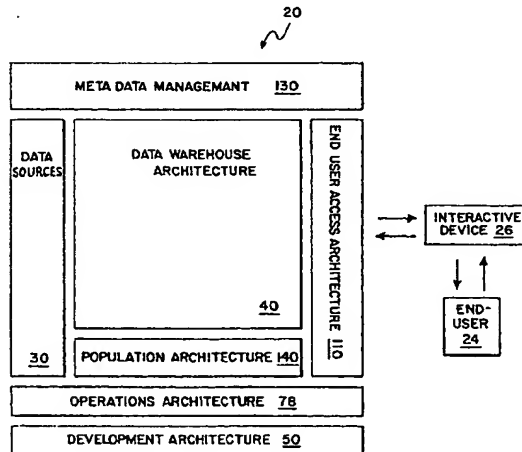 20
META DATA MANAGEMANT 130
DATA
SOURCES
30
DATA WAREHOUSE
ARCHITECTURE
40
END USER ACCESS ARCHITECTURE 110
POPULATION ARCHITECTURE 140
OPERATIONS ARCHITECTURE 78
DEVELOPMENT ARCHITECTURE 50
INTERACTIVE
DEVICE 26
END-
USER
24